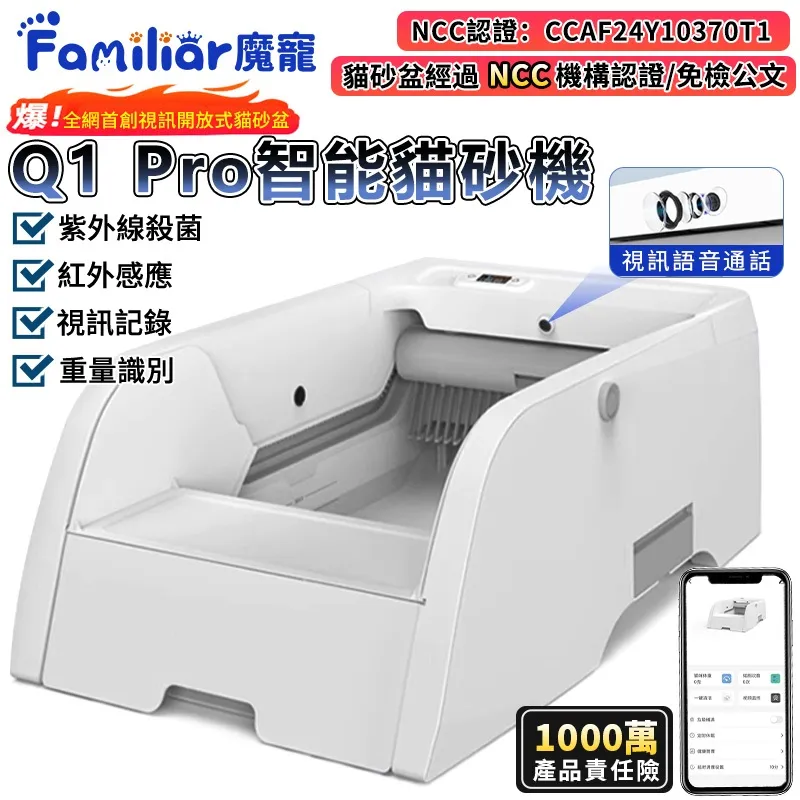 Familiar魔寵
NCC認證：CCAF24Y10370T1
貓砂盆經過 NCC 機構認證/免檢公文
爆！全網首創視訊開放式貓砂盆
Q1 Pro智能貓砂機
紫外線殺菌
紅外感應
視訊記錄
重量識別
視訊語音通話
1000萬
產品責任險